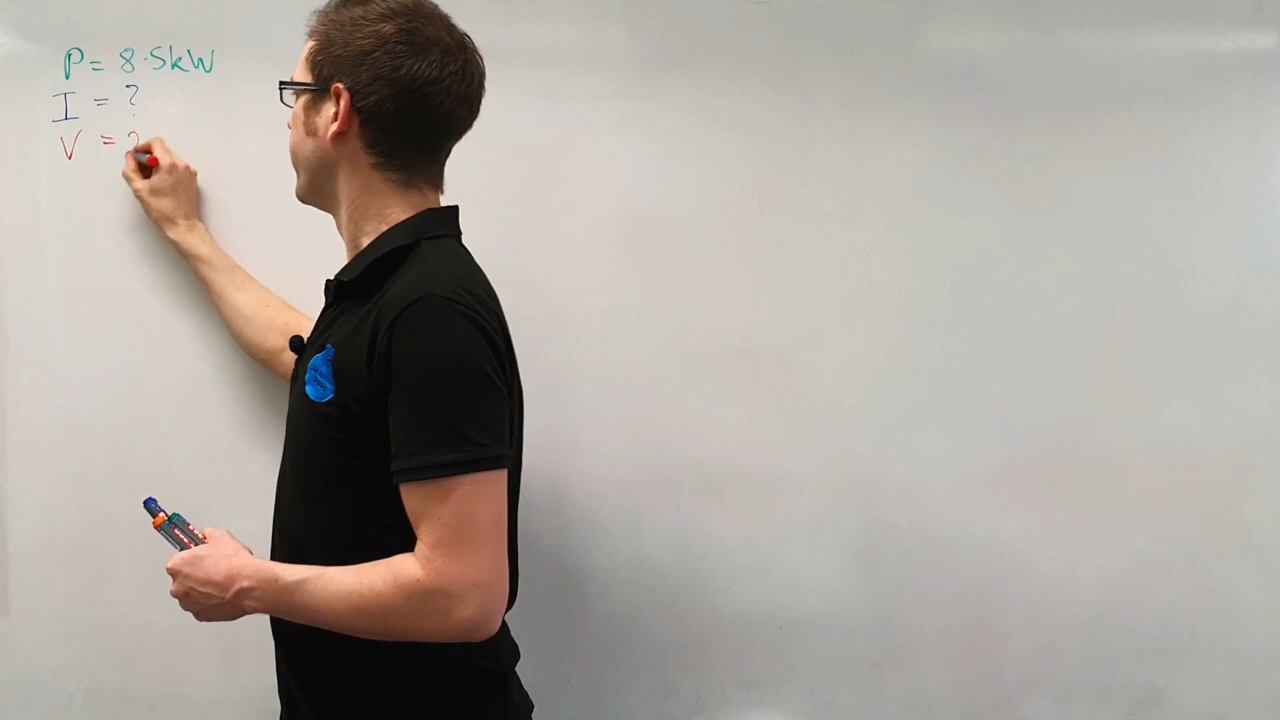 P = 8.5kW
I = ?
V = ?